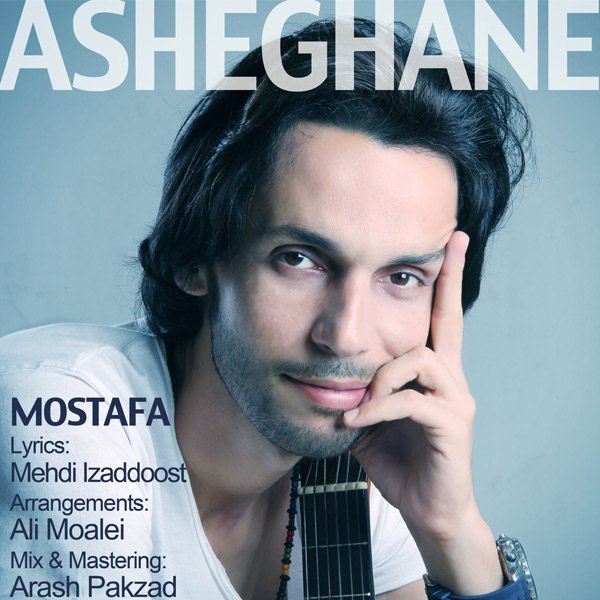 ASHEGHANE
MOSTAFA
Lyrics:
Mehdi Izaddoost
Arrangements:
Ali Moalei
Mix & Mastering:
Arash Pakzad